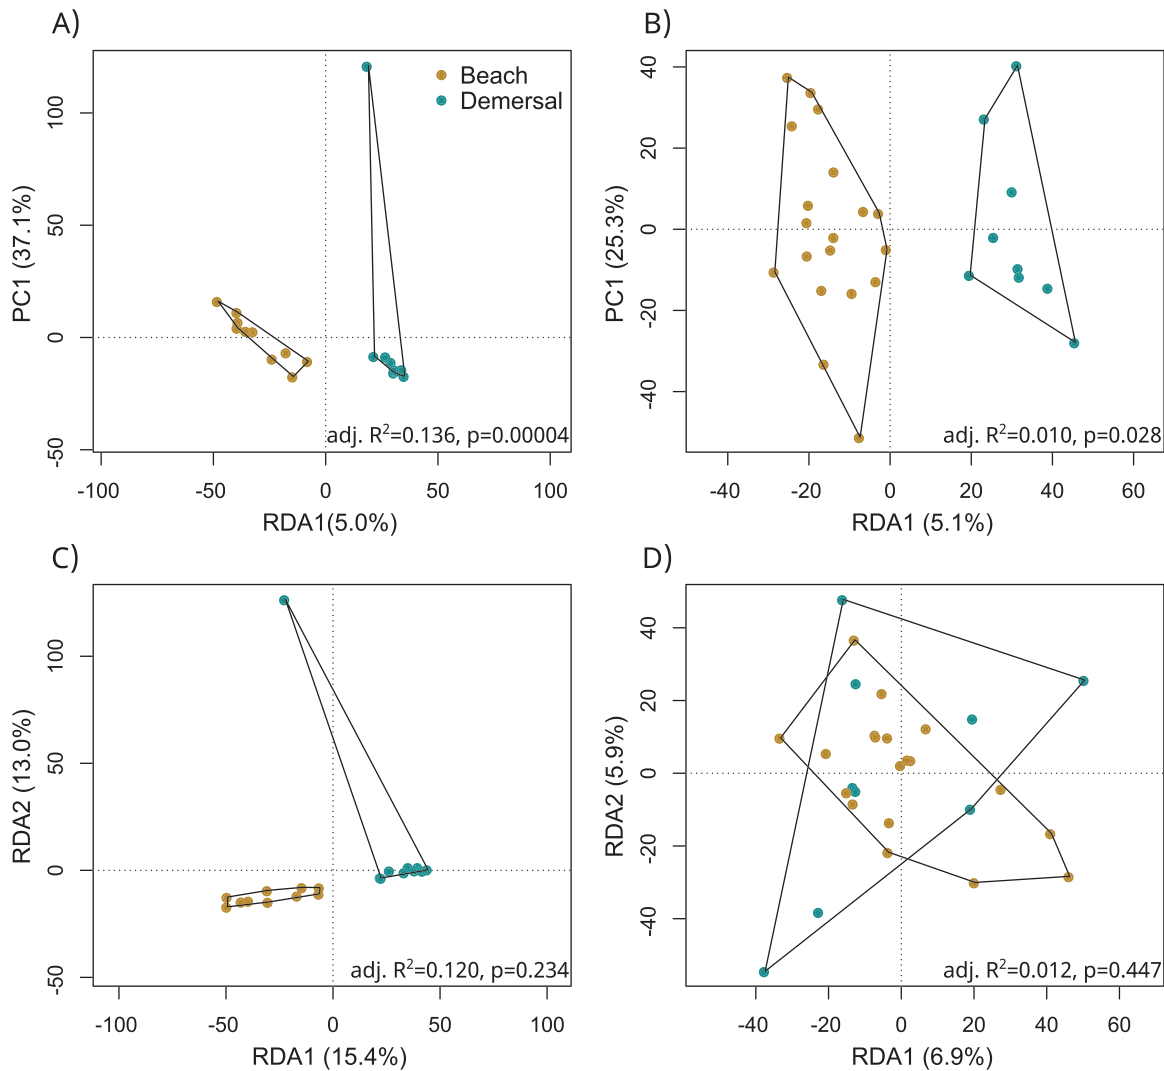 A)
Beach
Demersal
PC1 (37.1%)
100
50
0
-50
adj. R²=0.136, p=0.00004
-100 -50 0 50 100
RDA1(5.0%)
B)
PC1 (25.3%)
40
20
0
-20
-40
adj. R²=0.010, p=0.028
-40 -20 0 20 40 60
RDA1 (5.1%)
C)
RDA2 (13.0%)
100
50
0
-50
adj. R²=0.120, p=0.234
-100 -50 0 50 100
RDA1 (15.4%)
D)
RDA2 (5.9%)
40
20
0
-20
-40
adj. R²=0.012, p=0.447
-40 -20 0 20 40 60
RDA1 (6.9%)